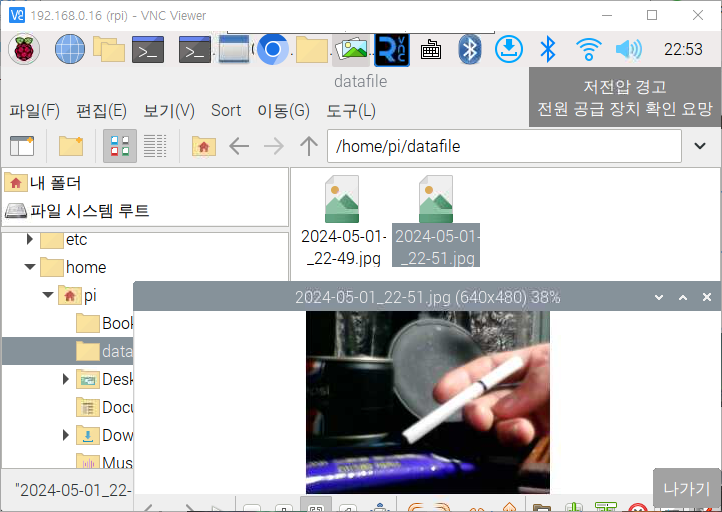 192.168.0.16 (rpi) - VNC Viewer
22:53
datafile
저전압 경고
전원 공급 장치 확인 요망
파일(F) 편집(E) 보기(V) Sort 이동(G) 도구(L)
/home/pi/datafile
내 폴더
파일 시스템 루트
etc
home
pi
Book
data
Desk
Docu
Dow
Mus
2024-05-01-
_22-49.jpg
2024-05-01-
_22-51.jpg
2024-05-01_22-51.jpg (640x480) 38%
"2024-05-01_22-
나가기